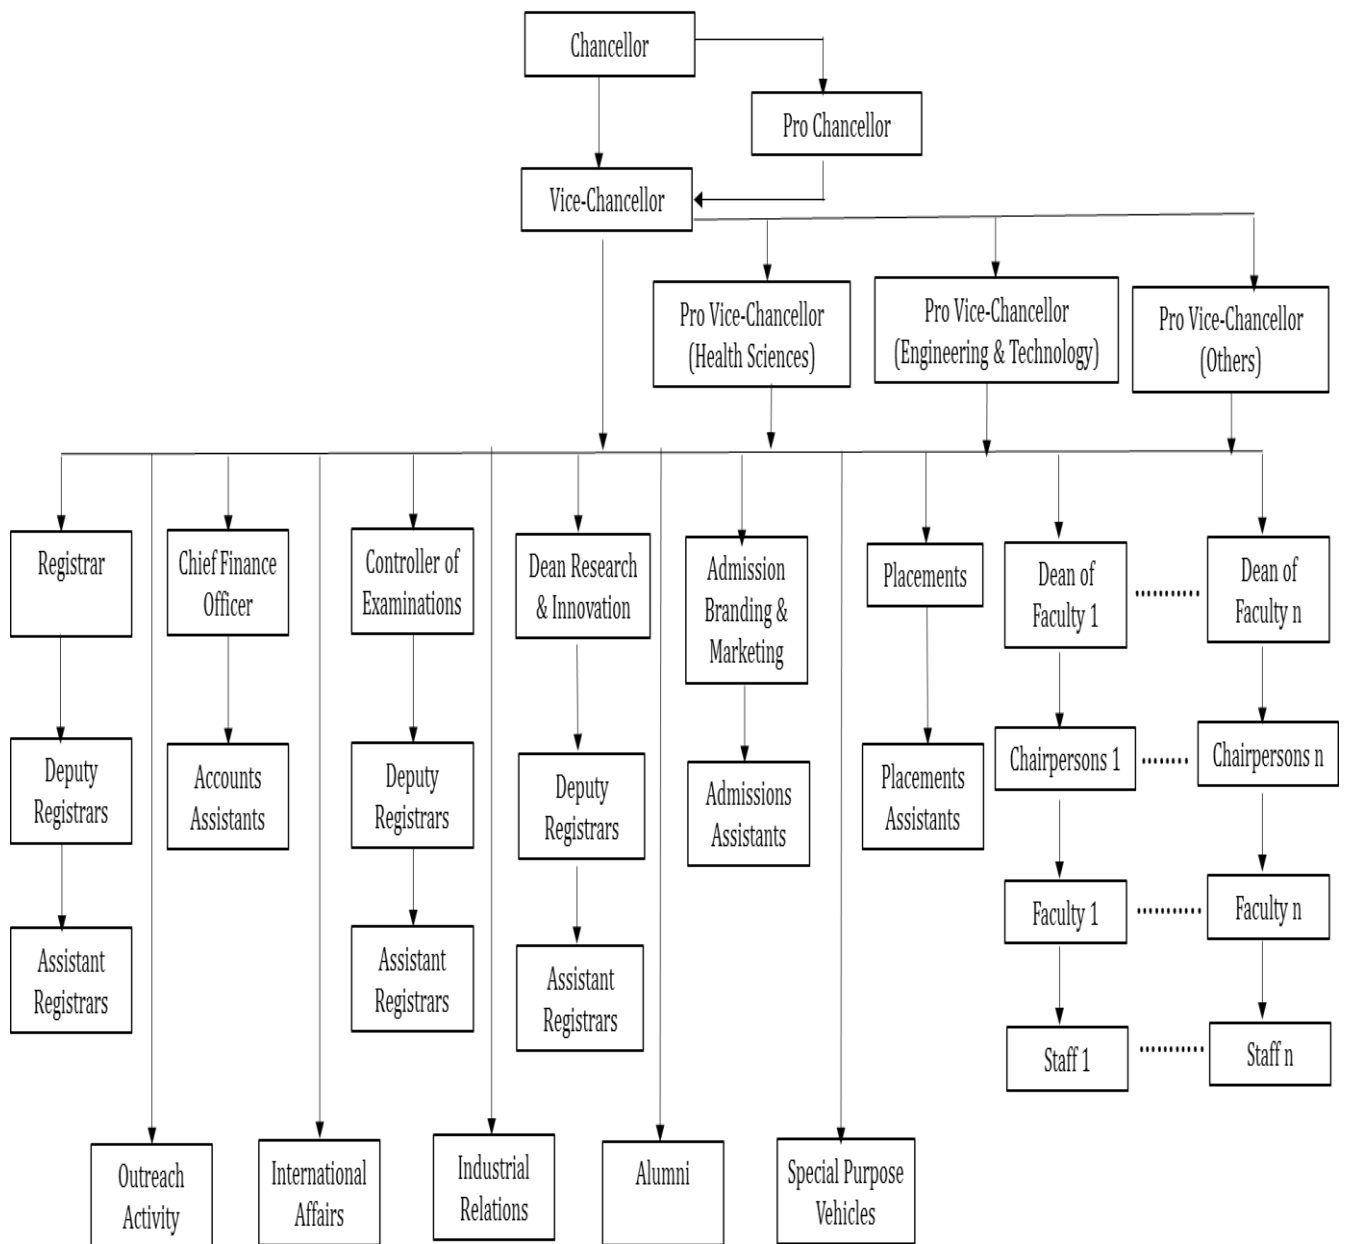 Chancellor
Pro Chancellor
Vice-Chancellor
Pro Vice-Chancellor
(Health Sciences)
Pro Vice-Chancellor
(Engineering & Technology)
Pro Vice-Chancellor
(Others)
Registrar
Chief Finance
Officer
Controller of
Examinations
Dean Research
& Innovation
Admission
Branding &
Marketing
Placements
Dean of
Faculty 1
Dean of
Faculty n
Deputy
Registrars
Accounts
Assistants
Deputy
Registrars
Deputy
Registrars
Admissions
Assistants
Placements
Assistants
Chairpersons 1
Chairpersons n
Assistant
Registrars
Assistant
Registrars
Assistant
Registrars
Faculty 1
Faculty n
Staff 1
Staff n
Outreach
Activity
International
Affairs
Industrial
Relations
Alumni
Special Purpose
Vehicles